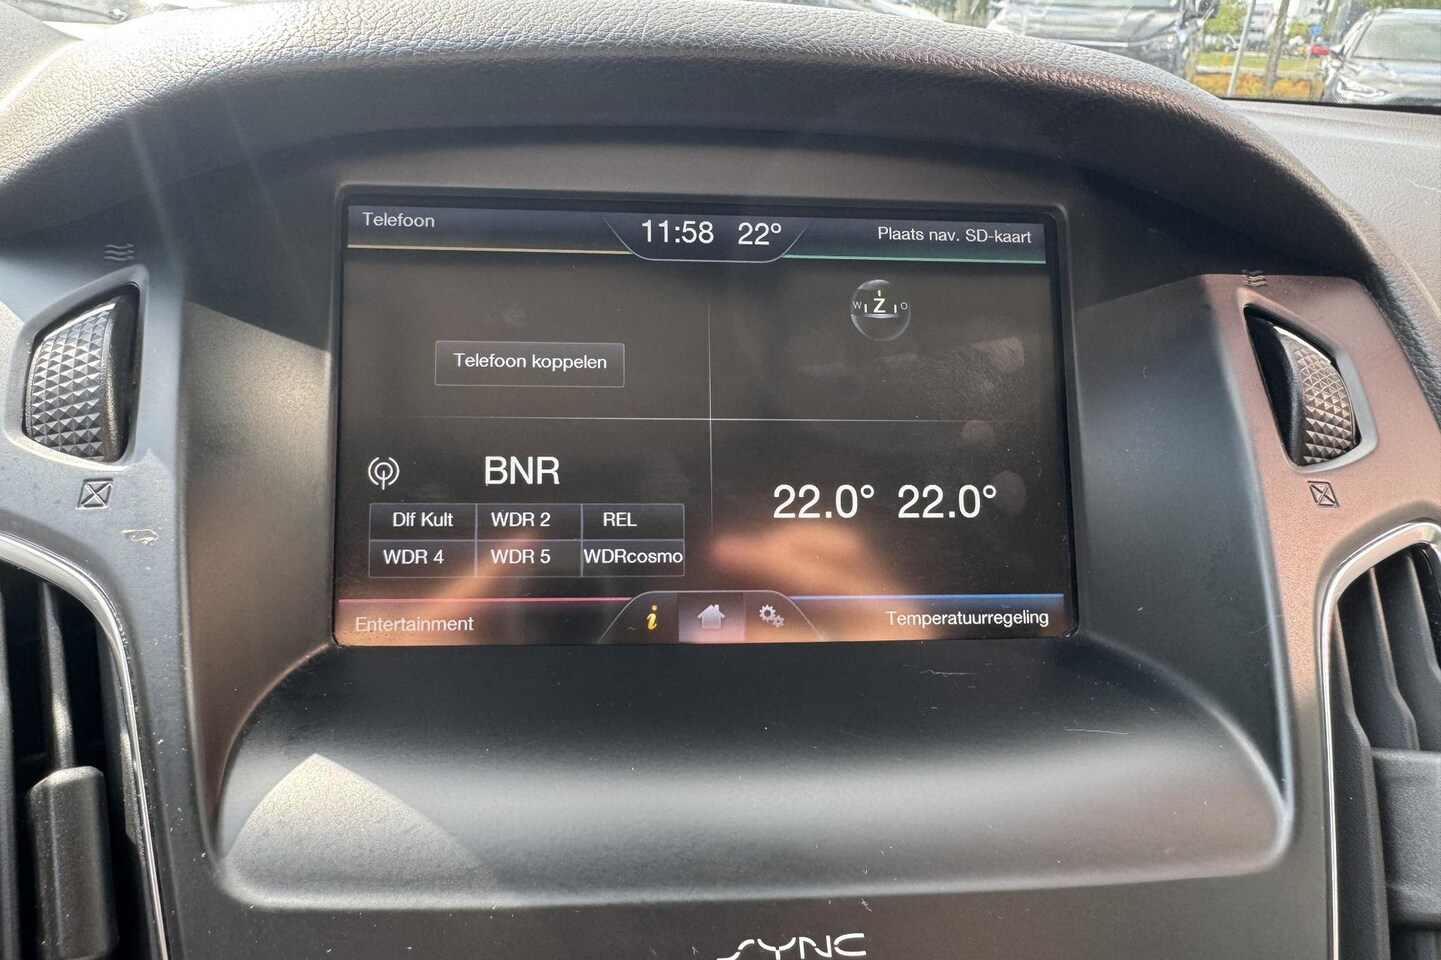 Telefoon
11:58 22°
Plaats nav. SD-kaart
W Z O
Telefoon koppelen
BNR
22.0° 22.0°
Dlf Kult WDR 2 REL
WDR 4 WDR 5 WDRcosmo
Entertainment
i
Temperatuurregeling
SYNC